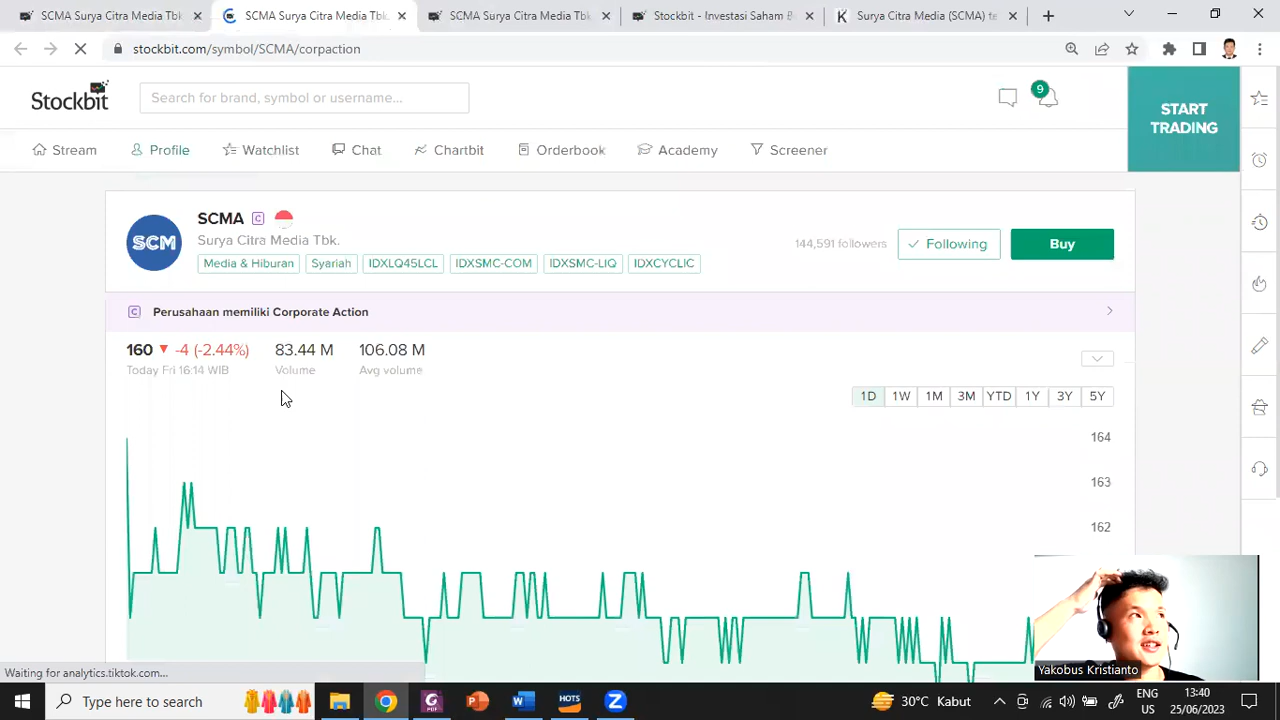 SCMA Surya Citra Media Tbk.
SCMA Surya Citra Media Tbk.
SCMA Surya Citra Media Tbk.
Stockbit - Investasi Saham B
Surya Citra Media (SCMA) ta
stockbit.com/symbol/SCMA/corpaction
Stockbit
Search for brand, symbol or username...
9
START
TRADING
Stream
Profile
Watchlist
Chat
Chartbit
Orderbook
Academy
Screener
SCM
SCMA C
Surya Citra Media Tbk.
Media & Hiburan
Syariah
IDXLQ45LCL
IDXSMC-COM
IDXSMC-LIQ
IDXCYCLIC
144,591 followers
Following
Buy
C Perusahaan memiliki Corporate Action
160 ▼ -4 (-2.44%)
Today Fri 16:14 WIB
83.44 M
Volume
106.08 M
Avg volume
1D 1W 1M 3M YTD 1Y 3Y 5Y
164
163
162
Yakobus Kristianto
Waiting for analytics.tiktok.com...
Type here to search
HOTS
30°C Kabut
ENG
US
13:40
25/06/2023